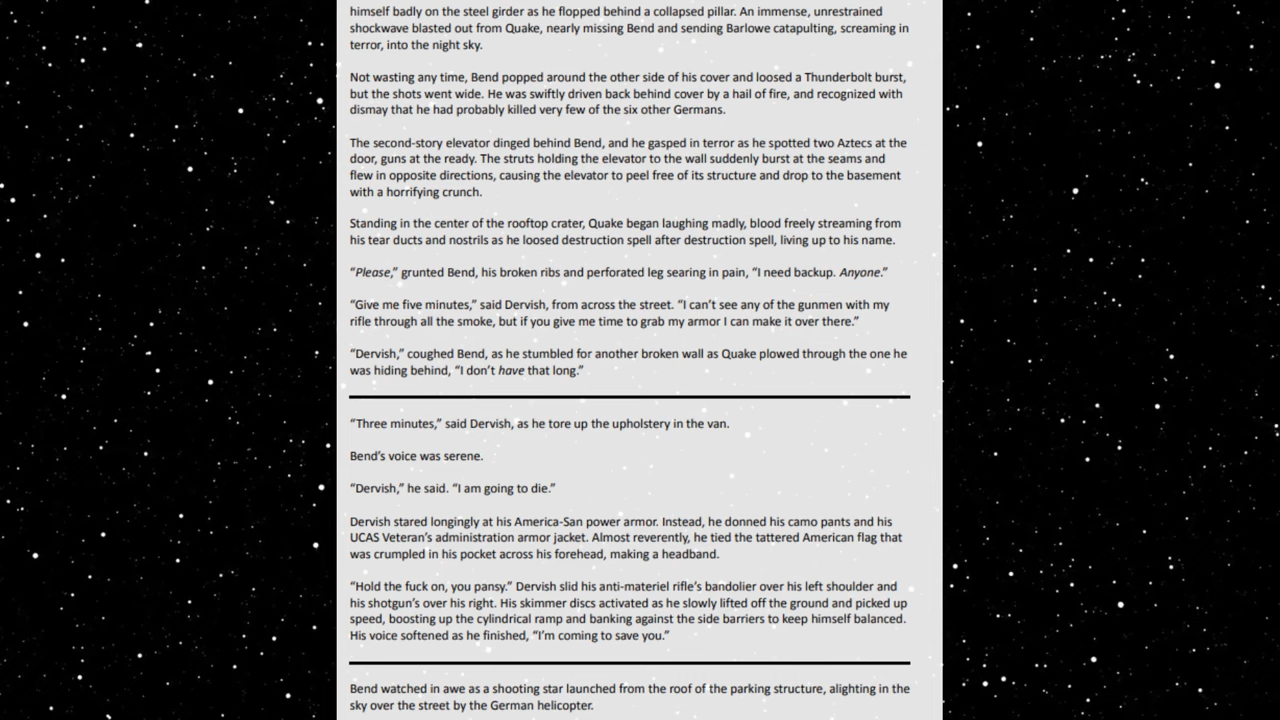 himself badly on the steel girder as he flopped behind a collapsed pillar. An immense, unrestrained
shockwave blasted out from Quake, nearly missing Bend and sending Barlowe catapulting, screaming in
terror, into the night sky.
Not wasting any time, Bend popped around the other side of his cover and loosed a Thunderbolt burst,
but the shots went wide. He was swiftly driven back behind cover by a hail of fire, and recognized with
dismay that he had probably killed very few of the six other Germans.
The second-story elevator dinged behind Bend, and he gasped in terror as he spotted two Aztecs at the
door, guns at the ready. The struts holding the elevator to the wall suddenly burst at the seams and
flew in opposite directions, causing the elevator to peel free of its structure and drop to the basement
with a horrifying crunch.
Standing in the center of the rooftop crater, Quake began laughing madly, blood freely streaming from
his tear ducts and nostrils as he loosed destruction spell after destruction spell, living up to his name.
“Please,” grunted Bend, his broken ribs and perforated leg searing in pain, “I need backup. Anyone.”
“Give me five minutes,” said Dervish, from across the street. “I can’t see any of the gunmen with my
rifle through all the smoke, but if you give me time to grab my armor I can make it over there.”
“Dervish,” coughed Bend, as he stumbled for another broken wall as Quake plowed through the one he
was hiding behind, “I don’t have that long.”
“Three minutes,” said Dervish, as he tore up the upholstery in the van.
Bend’s voice was serene.
“Dervish,” he said. “I am going to die.”
Dervish stared longingly at his America-San power armor. Instead, he donned his camo pants and his
UCAS Veteran’s administration armor jacket. Almost reverently, he tied the tattered American flag that
was crumpled in his pocket across his forehead, making a headband.
“Hold the fuck on, you pansy.” Dervish slid his anti-materiel rifle’s bandolier over his left shoulder and
his shotgun’s over his right. His skimmer discs activated as he slowly lifted off the ground and picked up
speed, boosting up the cylindrical ramp and banking against the side barriers to keep himself balanced.
His voice softened as he finished, “I’m coming to save you.”
Bend watched in awe as a shooting star launched from the roof of the parking structure, alighting in the
sky over the street by the German helicopter.